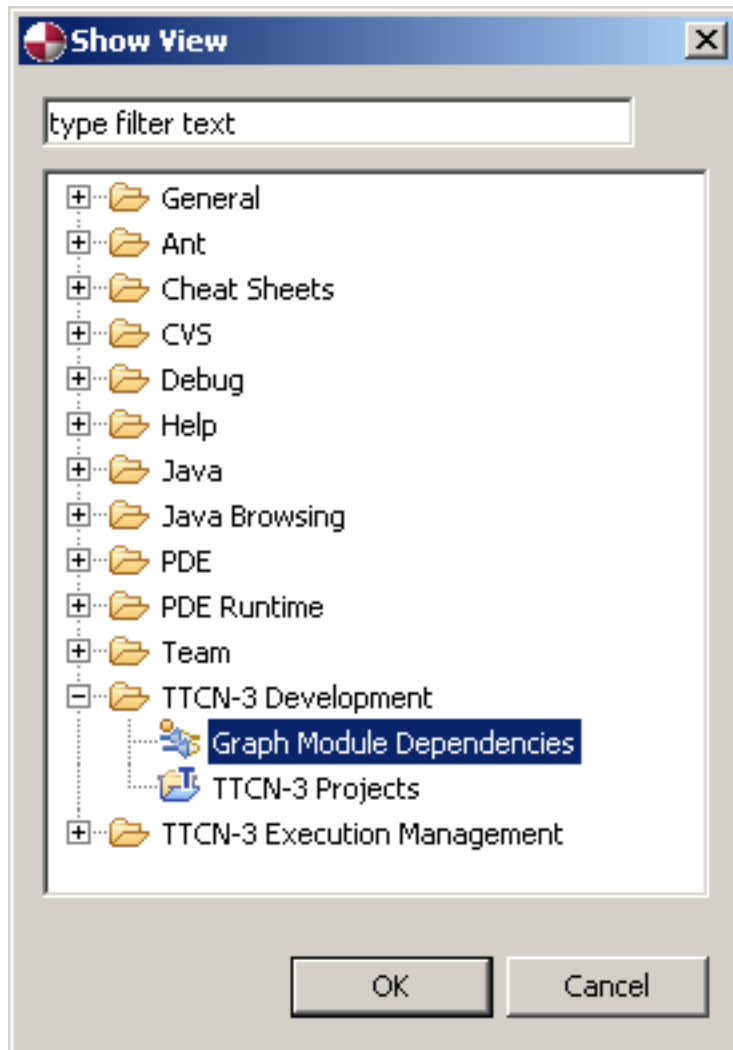 Show View
type filter text
General
Ant
Cheat Sheets
CVS
Debug
Help
Java
Java Browsing
PDE
PDE Runtime
Team
TTCN-3 Development
Graph Module Dependencies
TTCN-3 Projects
TTCN-3 Execution Management
OK Cancel